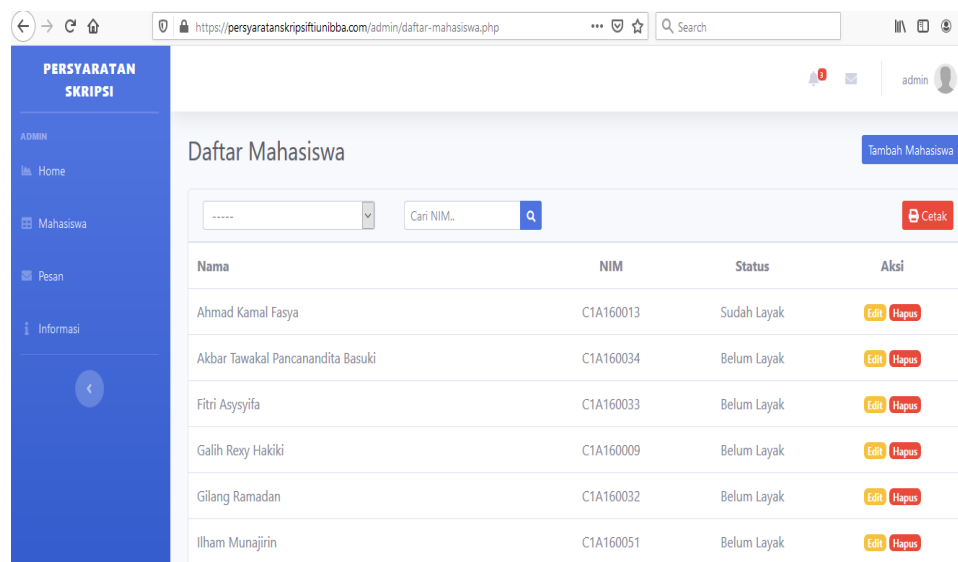 https://persyaratanskripsiftiunibba.com/admin/daftar-mahasiswa.php
Search
PERSYARATAN
SKRIPSI
3
admin
ADMIN
Home
Mahasiswa
Pesan
Informasi
Daftar Mahasiswa
Tambah Mahasiswa
-----
Cari NIM..
Cetak
Nama NIM Status Aksi
Ahmad Kamal Fasya C1A160013 Sudah Layak Edit Hapus
Akbar Tawakal Pancanandita Basuki C1A160034 Belum Layak Edit Hapus
Fitri Asysyifa C1A160033 Belum Layak Edit Hapus
Galih Rexy Hakiki C1A160009 Belum Layak Edit Hapus
Gilang Ramadan C1A160032 Belum Layak Edit Hapus
Ilham Munajirin C1A160051 Belum Layak Edit Hapus